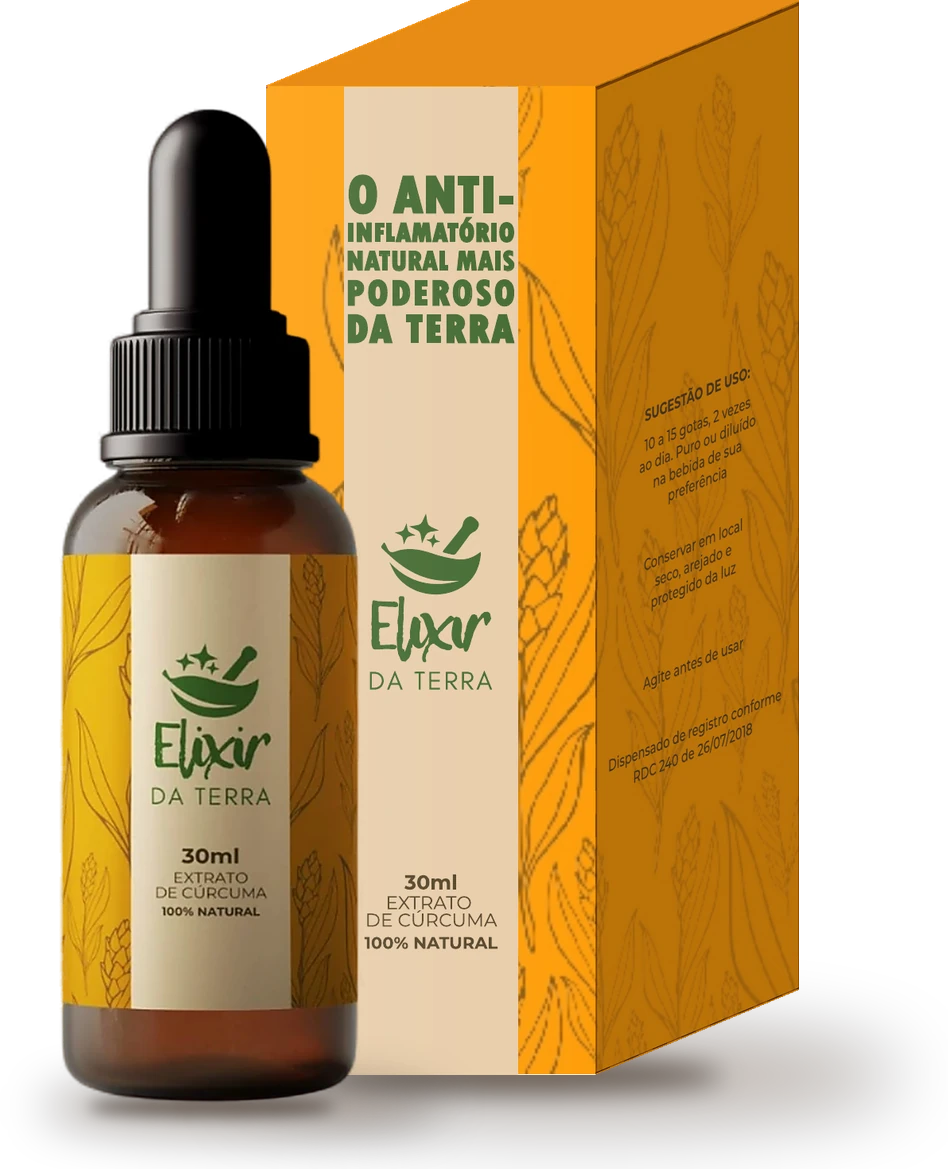 O ANTI-
INFLAMATÓRIO
NATURAL MAIS
PODEROSO
DA TERRA
Elixir
DA TERRA
30ml
EXTRATO
DE CÚRCUMA
100% NATURAL
Elixir
DA TERRA
30ml
EXTRATO
DE CÚRCUMA
100% NATURAL
SUGESTÃO DE USO:
10 a 15 gotas, 2 vezes
ao dia. Puro ou diluído
na bebida de sua
preferência
Conservar em local
seco, arejado e
protegido da luz
Agite antes de usar
Dispensado de registro conforme
RDC 240 de 26/07/2018